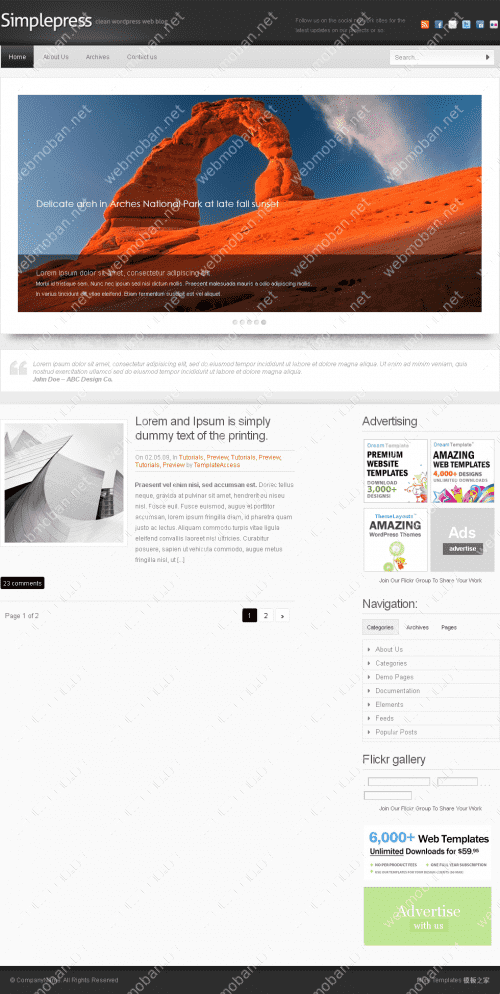 Simplepress clean wordpress web blog
Follow us on the social network sites for the
latest updates on our projects or so.
Home About Us Archives Contact us
Search...
Delicate arch in Arches National Park at late fall sunset
Lorem ipsum dolor sit amet, consectetur adipiscing elit
Morbi id tristique sem. Nunc nec ipsum sed nisl dictum mollis. Praesent malesuada mauris a odio adipiscing mollis.
In varius tincidunt elit vitae eleifend. Etiam fermentum suscipit est vel aliquet.
Lorem ipsum dolor sit amet, consectetur adipisicing elit, sed do eiusmod tempor incididunt ut labore et dolore magna aliqua. Ut enim ad minim veniam, quis
nostrud exercitation ullamco sed do eiusmod tempor incididunt ut labore et dolore magna aliqua
John Doe – ABC Design Co.
Lorem and Ipsum is simply
dummy text of the printing.
On 02.05.09, in Tutorials, Preview, Tutorials, Preview,
Tutorials, Preview by TemplateAccess
Praesent vel enim nisi, sed accumsan est. Donec tellus
neque, gravida at pulvinar sit amet, hendrerit eu risus
nisl. Fusce euismod, augue et porttitor
accumsan, lorem ipsum fringilla diam, id pharetra quam
justo ac lectus. Aliquam commodo turpis vitae ligula
eleifend convallis laoreet nisl ultricies. Curabitur
posuere, sapien ut vehicula commodo, augue metus
fringilla nisl, ut [...]
23 comments
Page 1 of 2
1 2 ›
Advertising
Dream Template
PREMIUM
WEBSITE
TEMPLATES
DOWNLOAD
3,000+
DESIGNS!
Dream Template
AMAZING
WEB TEMPLATES
4,000+ DESIGNS
UNLIMITED DOWNLOADS
ThemeLayouts
AMAZING
WordPress Themes
Ads
advertise
Join Our Flickr Group To Share Your Work
Navigation:
Categories Archives Pages
About Us
Categories
Demo Pages
Documentation
Elements
Feeds
Popular Posts
Flickr gallery
Join Our Flickr Group To Share Your Work
6,000+ Web Templates
Unlimited Downloads for $59.95
NO PER PRODUCT FEES ONE FULL YEAR SUBSCRIPTION
Advertise
with us
All Rights Reserved
Templates 模板之家
webmoban.net